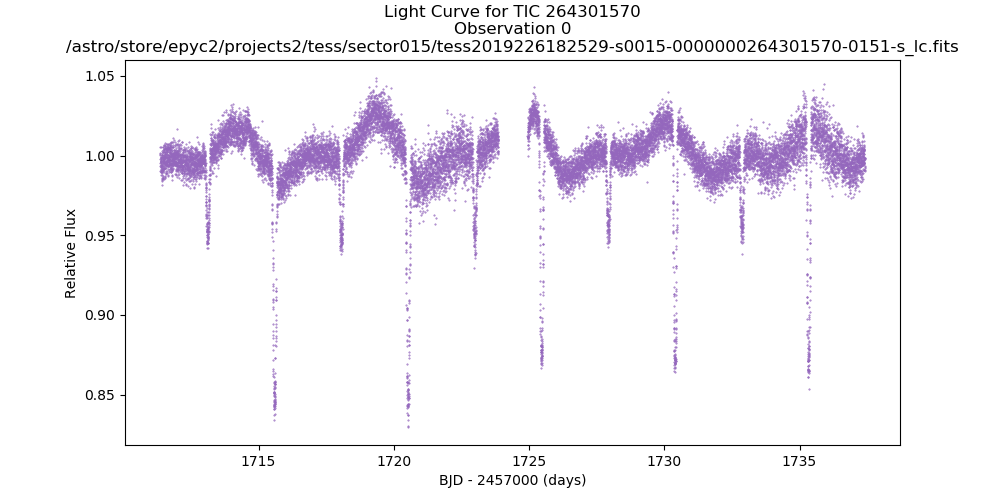 Light Curve for TIC 264301570
Observation 0
/astro/store/epyc2/projects2/tess/sector015/tess2019226182529-s0015-0000000264301570-0151-s_lc.fits
1.05
1.00
0.95
0.90
0.85
Relative Flux
1715
1720
1725
1730
1735
BJD - 2457000 (days)